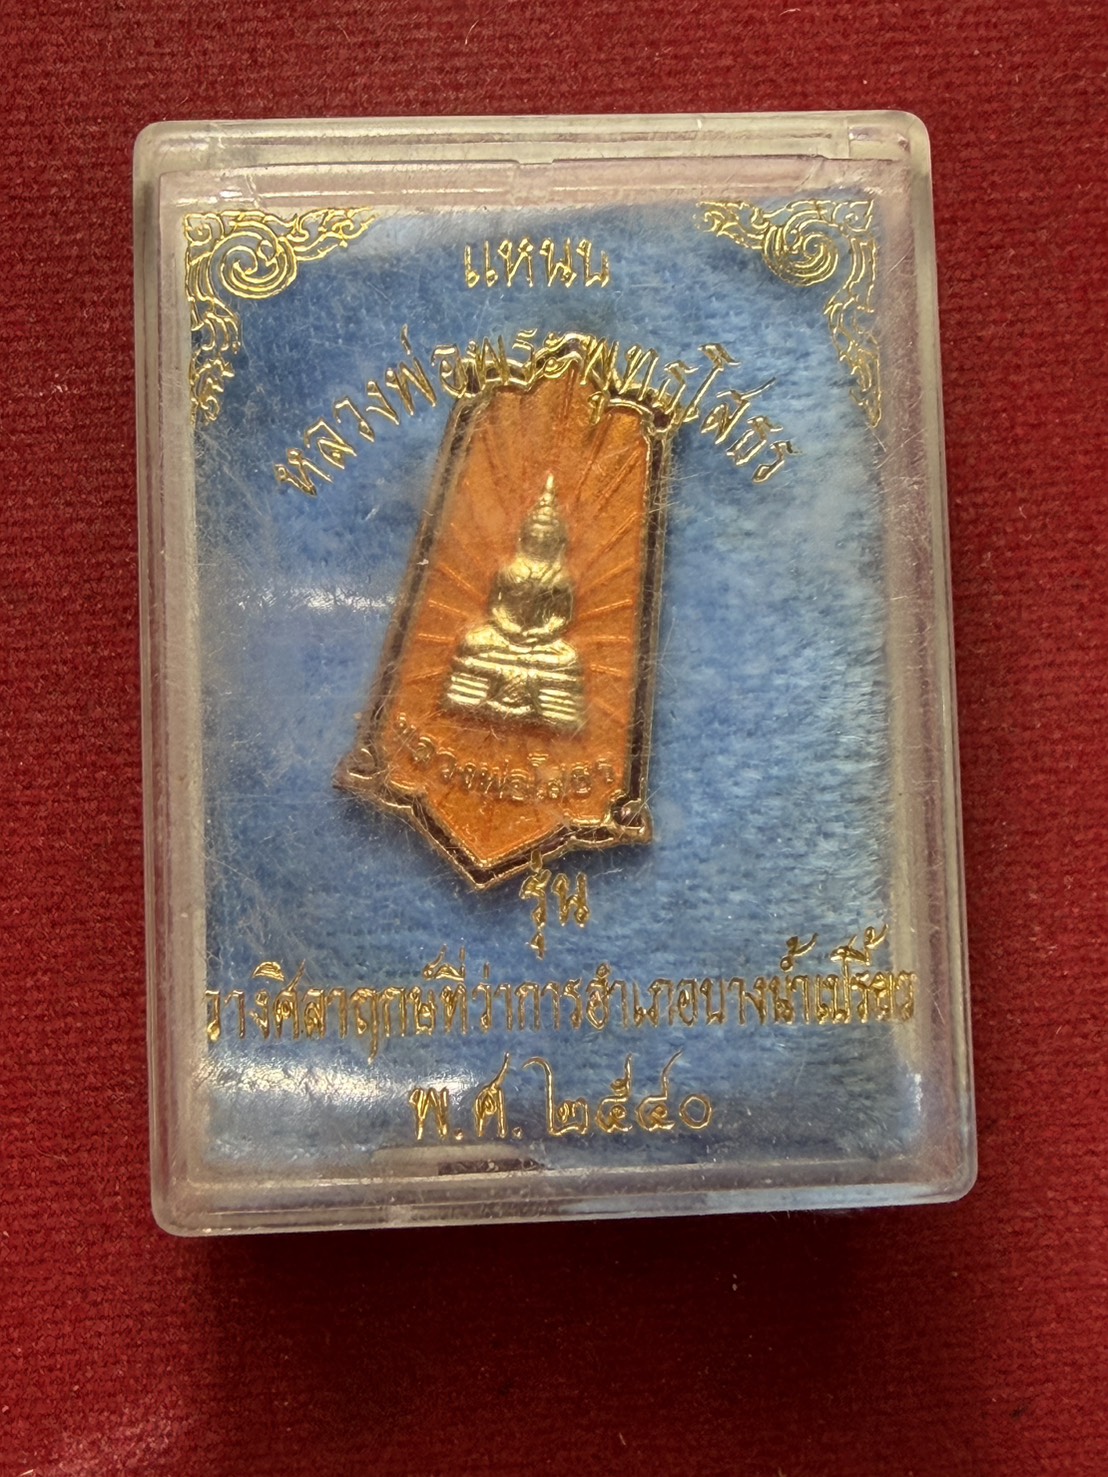 แหนบ
หลวงพ่อพระพุทธโสธร
หลวงพ่อโสธร
รุ่น
วางศิลาฤกษ์ที่ว่าการอำเภอบางน้ำเปรี้ยว
พ.ศ. ๒๕๔๐